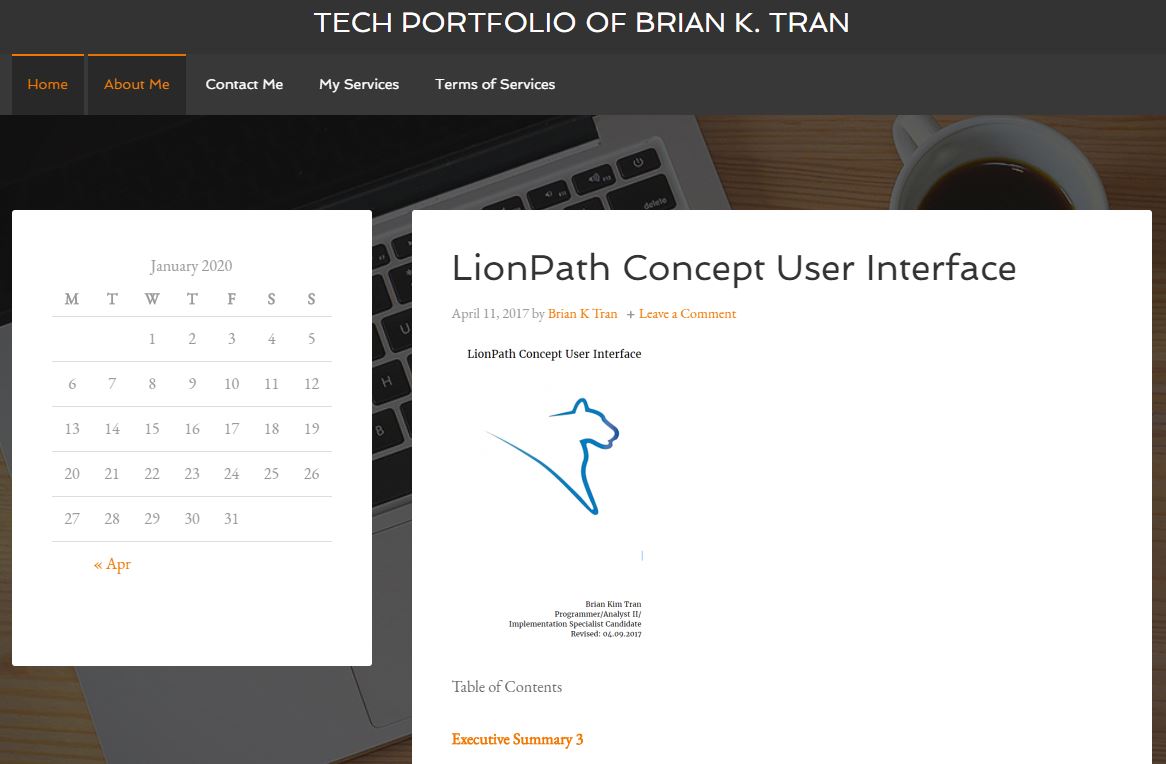 TECH PORTFOLIO OF BRIAN K. TRAN
Home About Me Contact Me My Services Terms of Services
delete
U
H
B
January 2020
M T W T F S S
1 2 3 4 5
6 7 8 9 10 11 12
13 14 15 16 17 18 19
20 21 22 23 24 25 26
27 28 29 30 31
« Apr
LionPath Concept User Interface
April 11, 2017 by Brian K Tran + Leave a Comment
LionPath Concept User Interface
Brian Kim Tran
Programmer/Analyst II/
Implementation Specialist Candidate
Revised: 04.09.2017
Table of Contents
Executive Summary 3